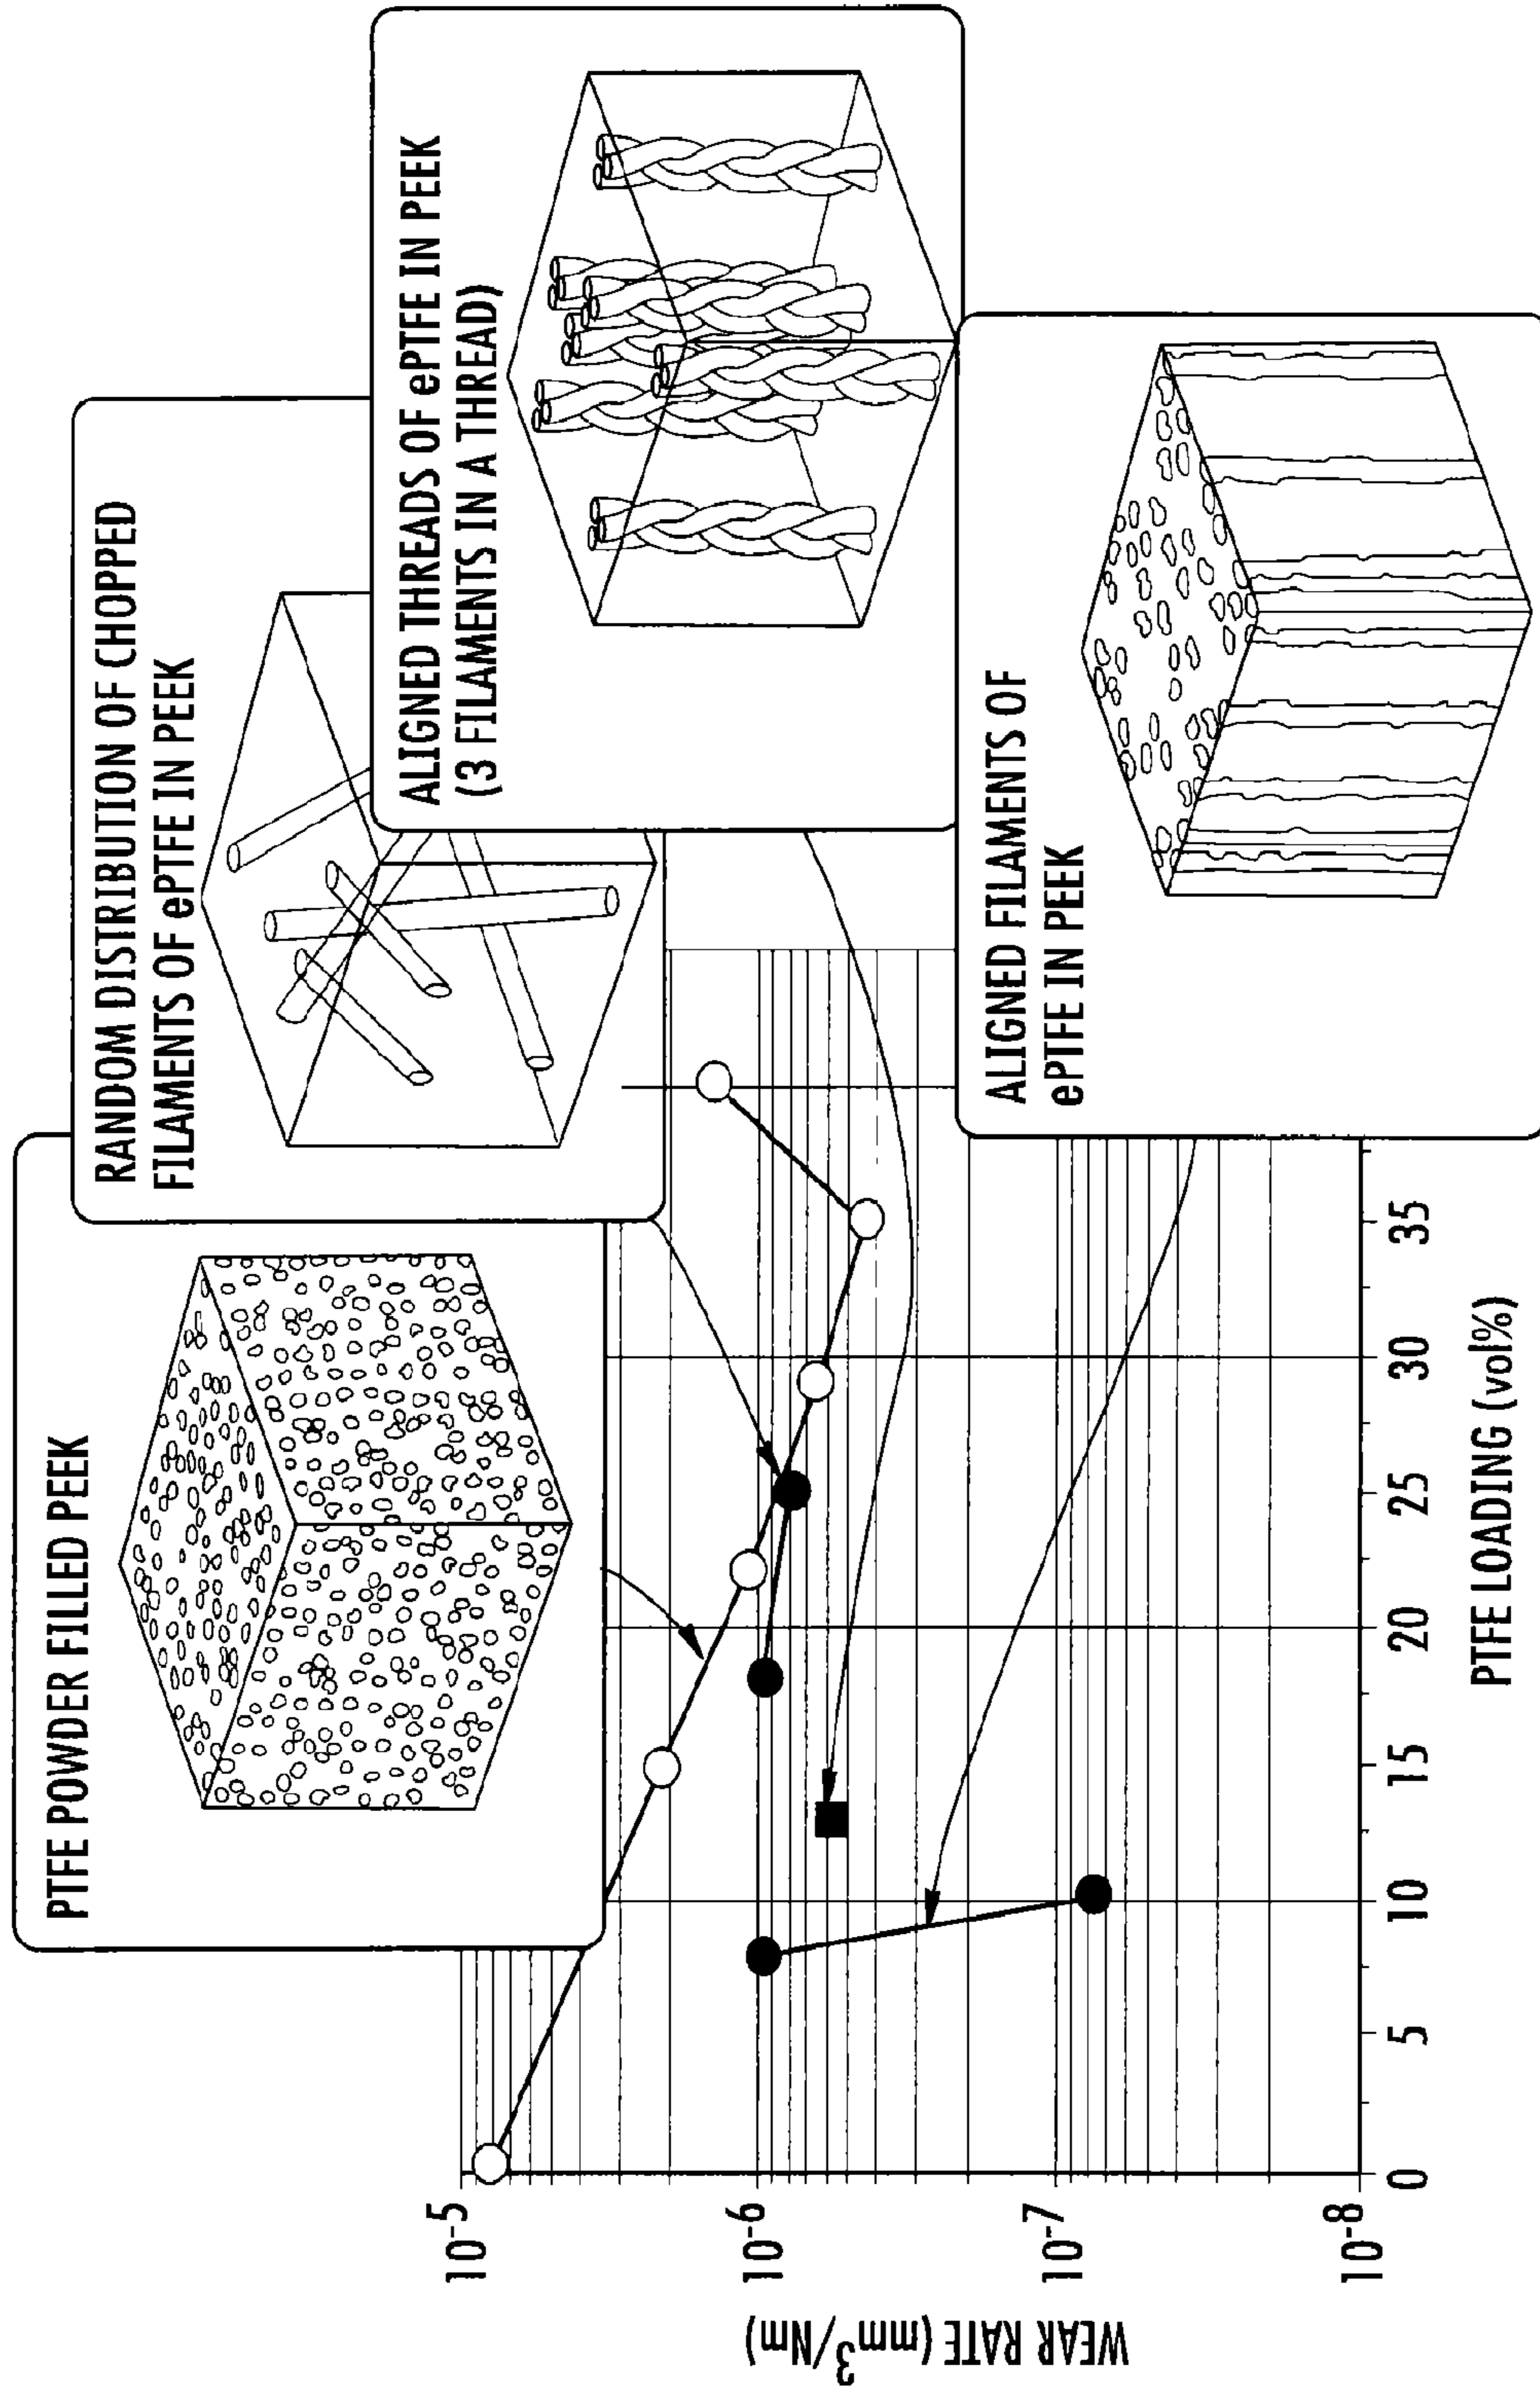 PTFE POWDER FILLED PEEK
RANDOM DISTRIBUTION OF CHOPPED
FILAMENTS OF ePTFE IN PEEK
ALIGNED THREADS OF ePTFE IN PEEK
(3 FILAMENTS IN A THREAD)
ALIGNED FILAMENTS OF
ePTFE IN PEEK
WEAR RATE (mm³/Nm)
10⁻⁵
10⁻⁶
10⁻⁷
10⁻⁸
0 5 10 15 20 25 30 35
PTFE LOADING (vol%)